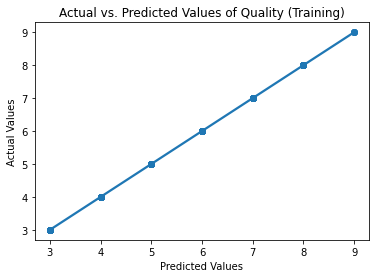 Actual vs. Predicted Values of Quality (Training)
9
8
7
6
5
4
3
Actual Values
3 4 5 6 7 8 9
Predicted Values